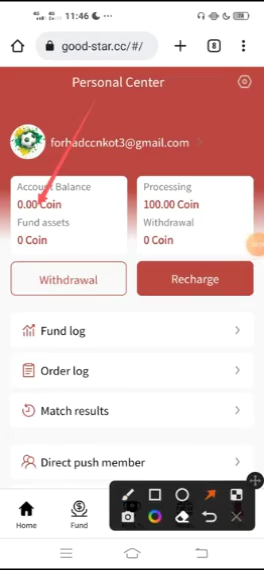 11:46
good-star.cc/#/
8
Personal Center
forhadccnkot3@gmail.com
Account Balance
0.00 Coin
Fund assets
0 Coin
Processing
100.00 Coin
Withdrawal
0 Coin
Withdrawal
Recharge
Fund log
Order log
Match results
Direct push member
Home
Fund